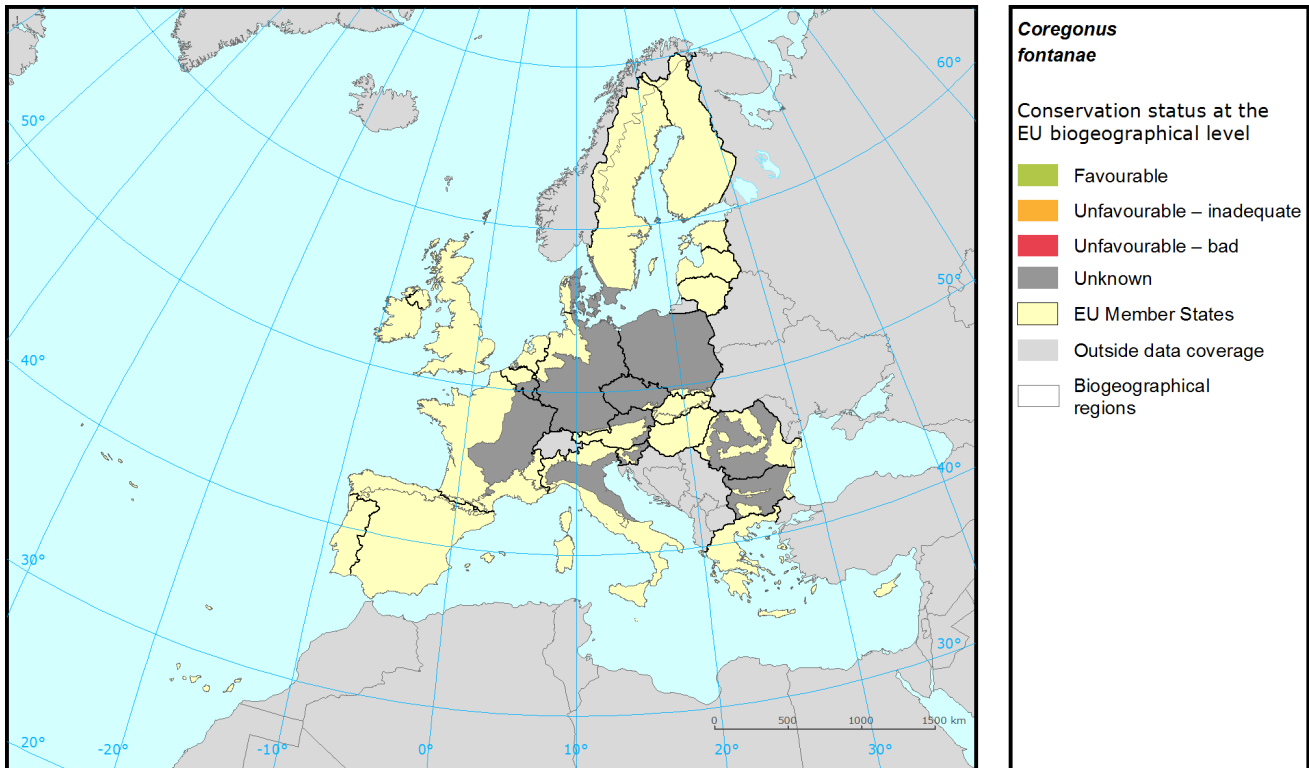 60°
50°
50°
40°
40°
30°
30°
20°
-20°
-10°
0°
10°
20°
30°
0
500
1000
1500 km
Coregonus
fontanae
Conservation status at the
EU biogeographical level
Favourable
Unfavourable – inadequate
Unfavourable – bad
Unknown
EU Member States
Outside data coverage
Biogeographical
regions